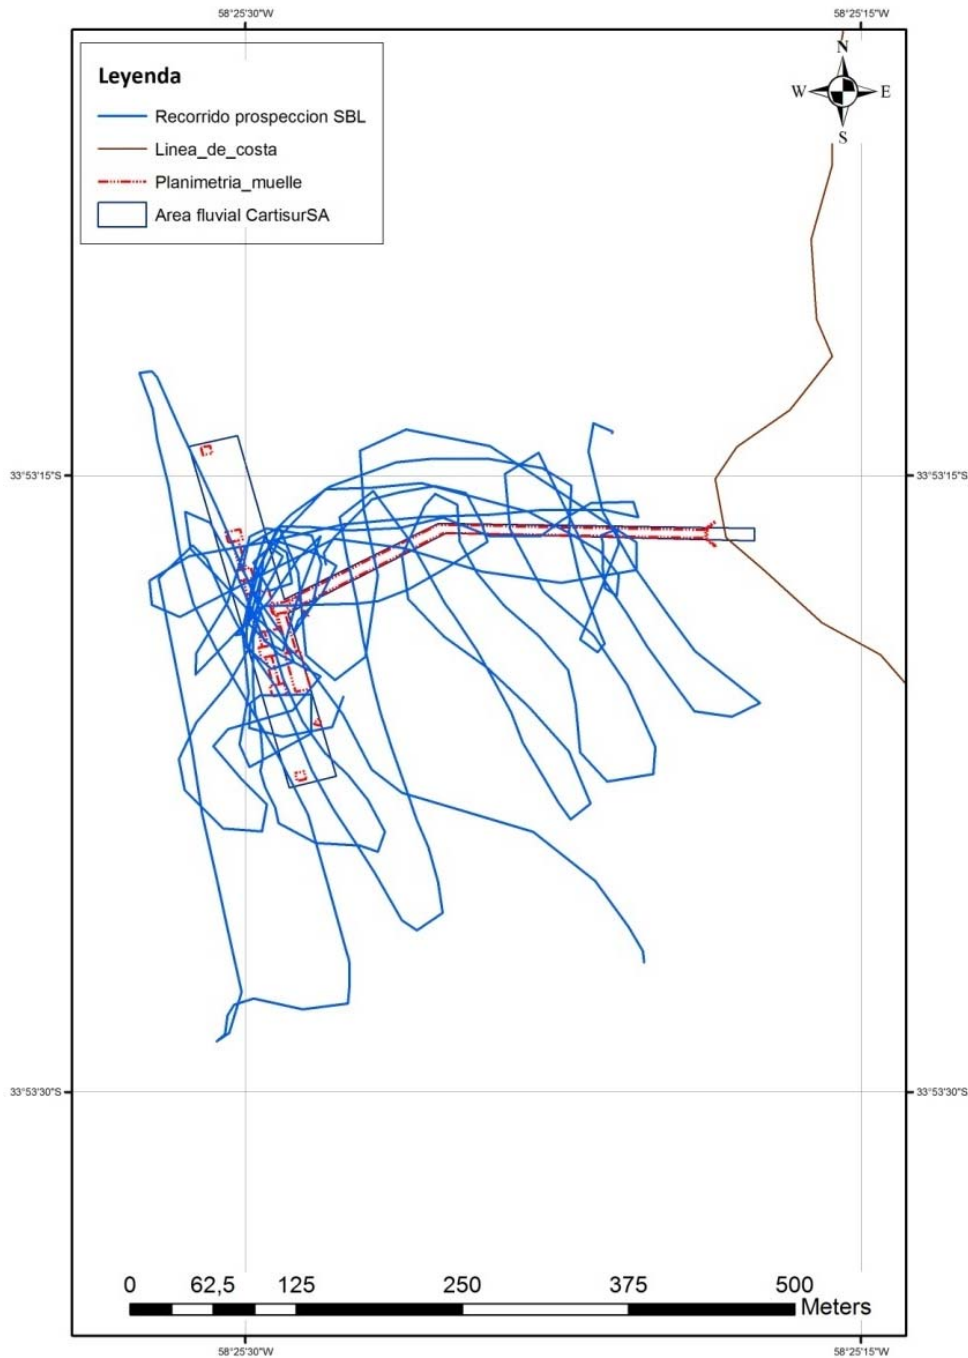 58°25'30"W
58°25'15"W
Leyenda
Recorrido prospeccion SBL
Linea_de_costa
Planimetria_muelle
Area fluvial CartisurSA
N
W
E
S
33°53'15"S
33°53'15"S
33°53'30"S
33°53'30"S
0 62,5 125 250 375 500
Meters
58°25'30"W
58°25'15"W